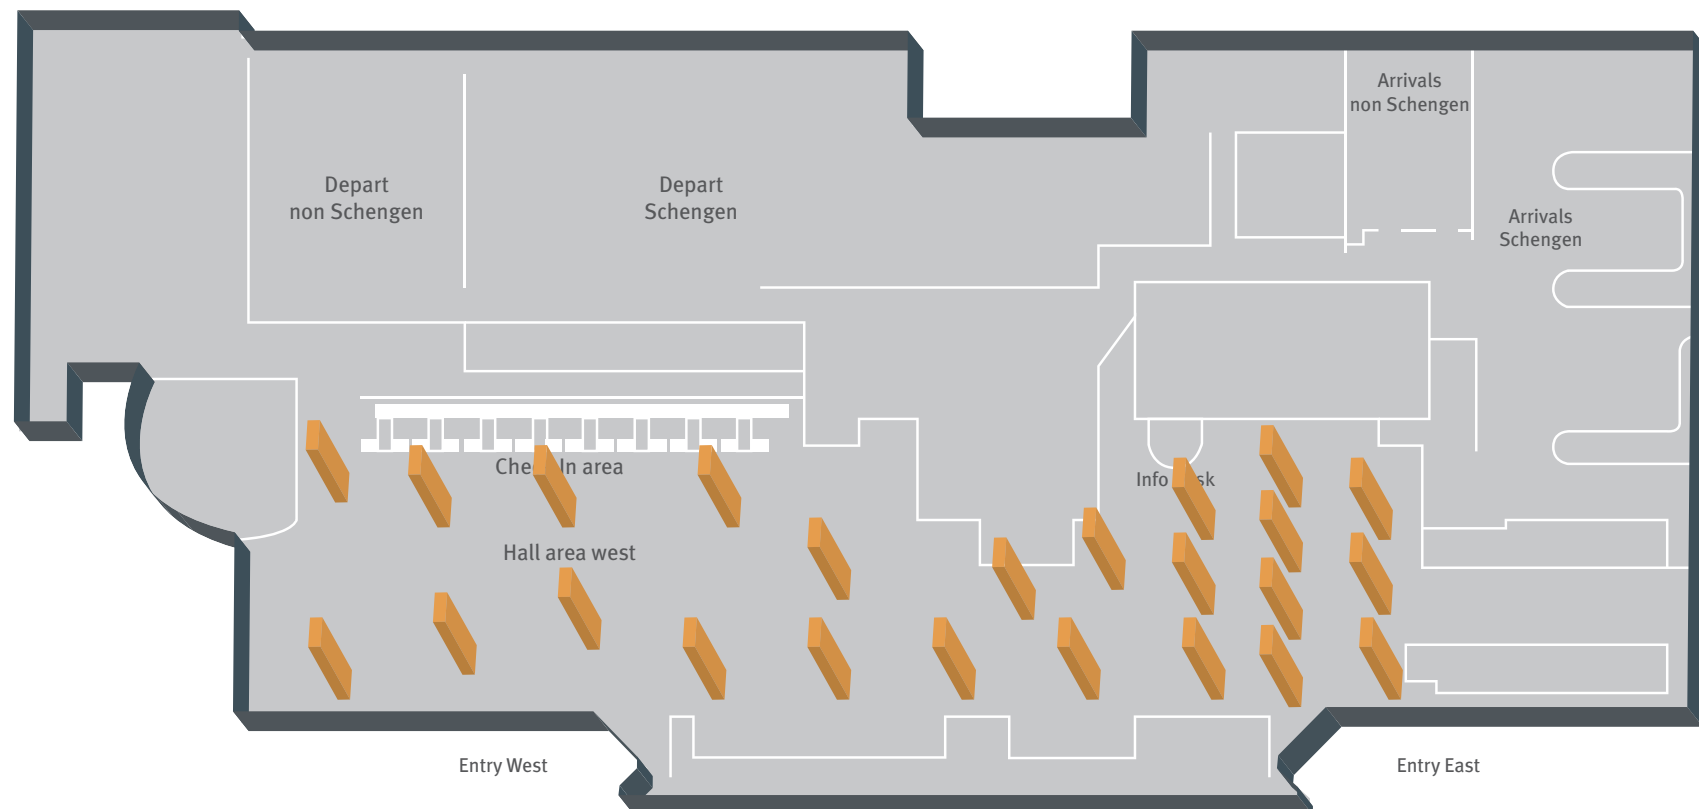 Arrivals
non Schengen
Depart
non Schengen
Depart
Schengen
Arrivals
Schengen
Check In area
Info sk
Hall area west
Entry West
Entry East